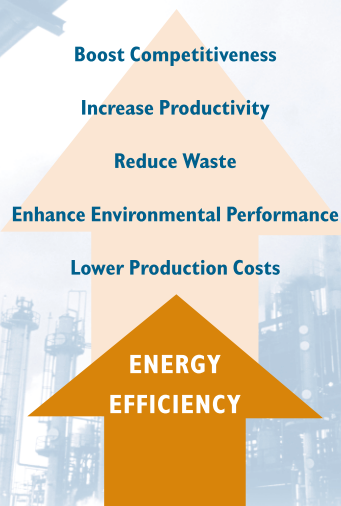 Boost Competitiveness
Increase Productivity
Reduce Waste
Enhance Environmental Performance
Lower Production Costs
ENERGY
EFFICIENCY